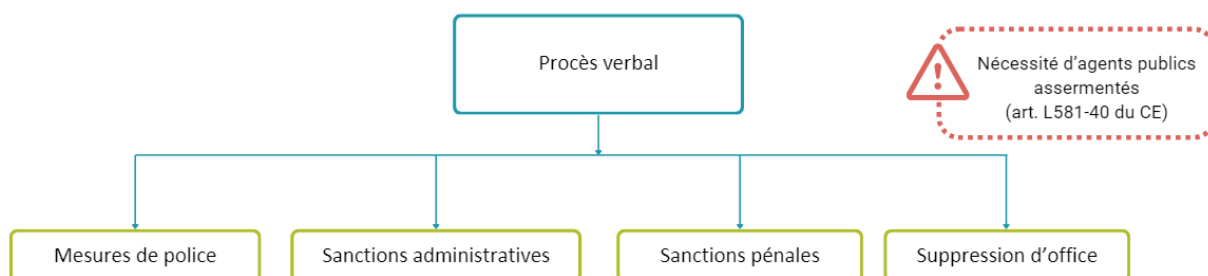 Procès verbal
Nécessité d'agents publics
assermentés
(art. L581-40 du CE)
Mesures de police
Sanctions administratives
Sanctions pénales
Suppression d'office